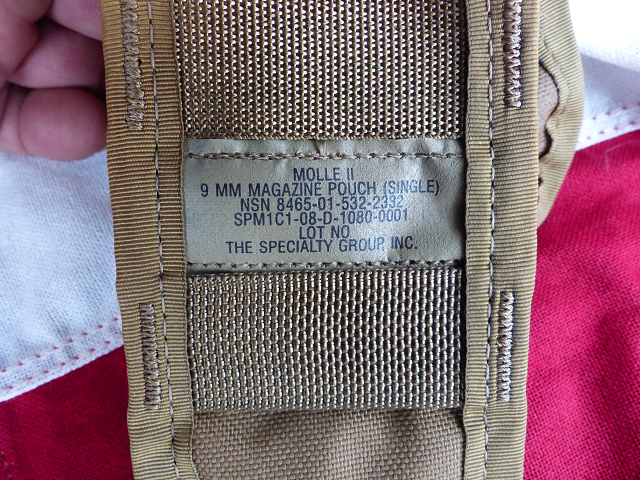 MOLLE II
9 MM MAGAZINE POUCH (SINGLE)
NSN 8465-01-532-2332
SPM1C1-08-D-1080-0001
LOT NO
THE SPECIALTY GROUP, INC.